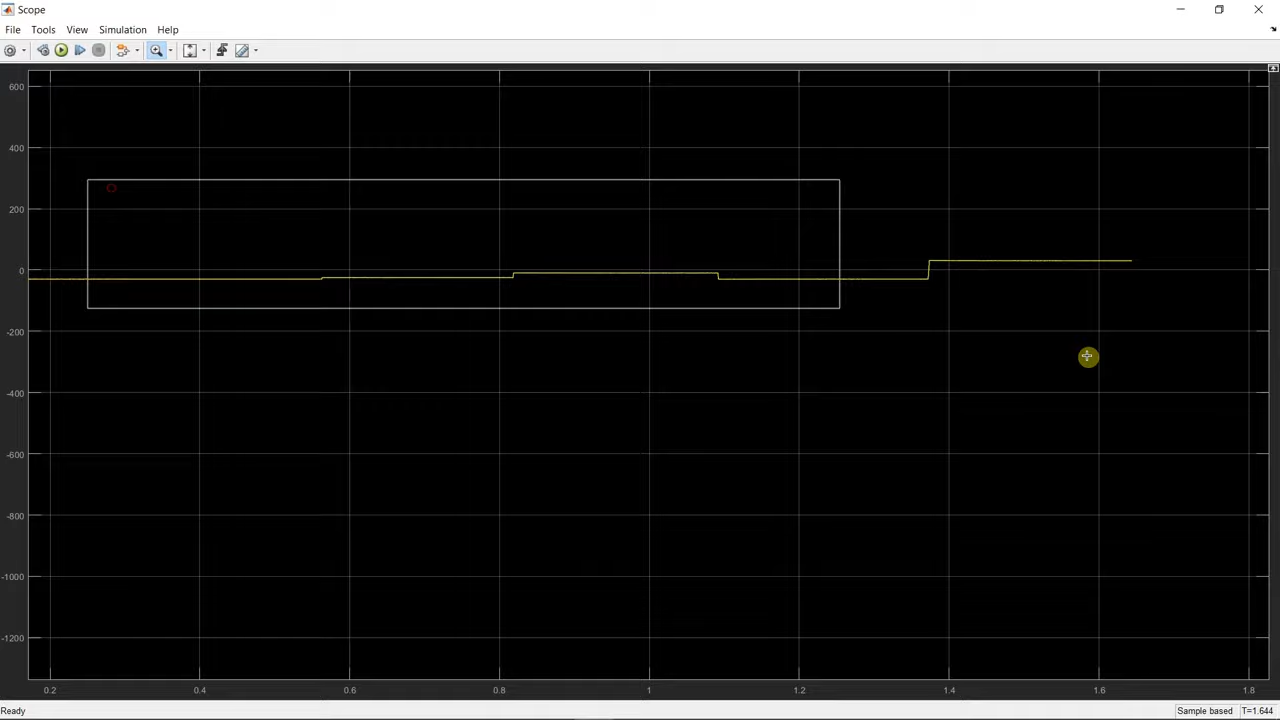 Scope
File Tools View Simulation Help
600
400
200
0
-200
-400
-600
-800
-1000
-1200
0.2 0.4 0.6 0.8 1 1.2 1.4 1.6 1.8
Ready Sample based T=1.644